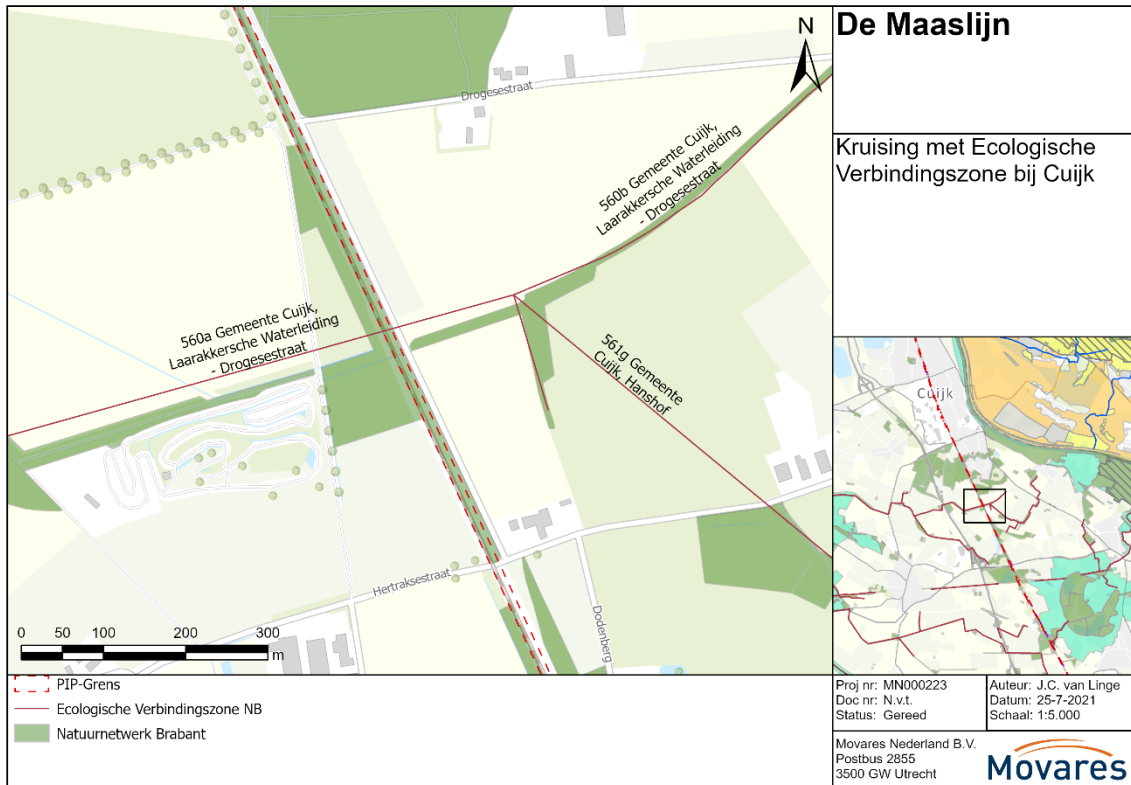 De Maaslijn
Kruising met Ecologische
Verbindingszone bij Cuijk
N
Drogesestraat
560b Gemeente Cuijk,
Laarakkersche Waterleiding
- Drogesestraat
560a Gemeente Cuijk,
Laarakkersche Waterleiding
- Drogesestraat
561g Gemeente
Cuijk, Hanshof
Hertraksestraat
Dodenberg
0 50 100 200 300
m
Cuijk
PIP-Grens
Ecologische Verbindingszone NB
Natuurnetwerk Brabant
Proj nr: MN000223
Doc nr: N.v.t.
Status: Gereed
Auteur: J.C. van Linge
Datum: 25-7-2021
Schaal: 1:5.000
Movares Nederland B.V.
Postbus 2855
3500 GW Utrecht
Movares